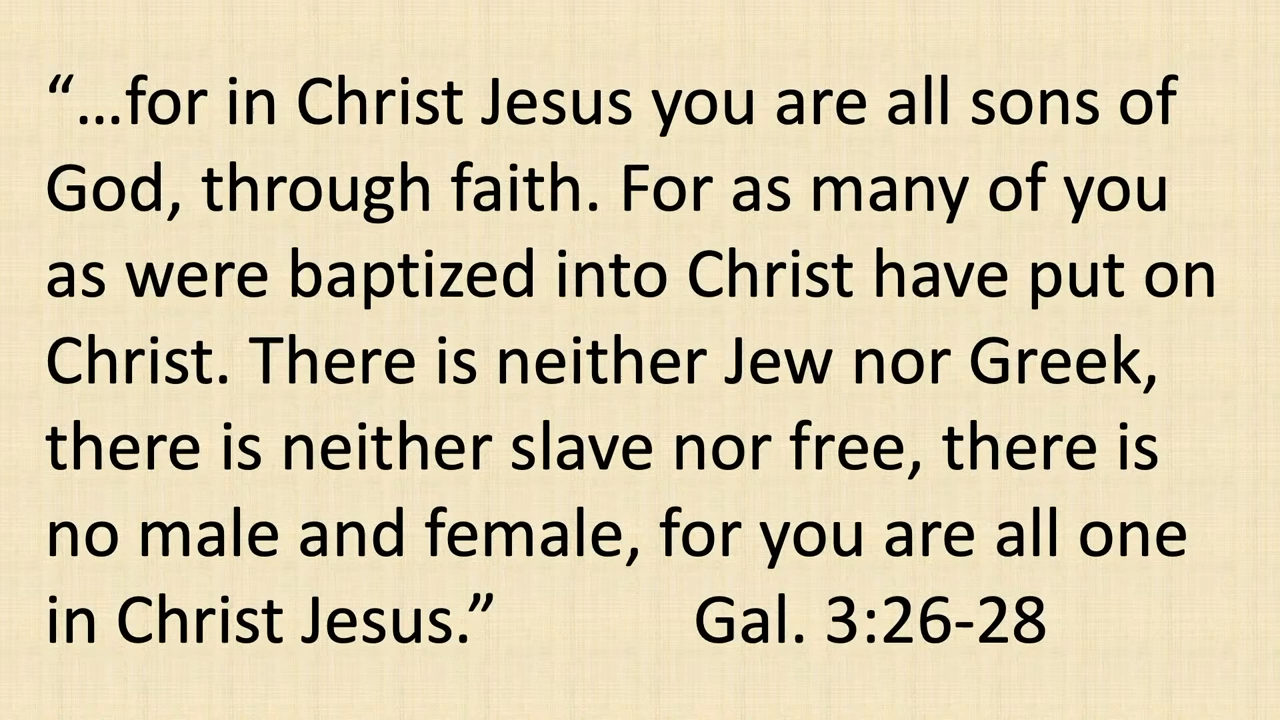 “...for in Christ Jesus you are all sons of
God, through faith. For as many of you
as were baptized into Christ have put on
Christ. There is neither Jew nor Greek,
there is neither slave nor free, there is
no male and female, for you are all one
in Christ Jesus.” Gal. 3:26-28